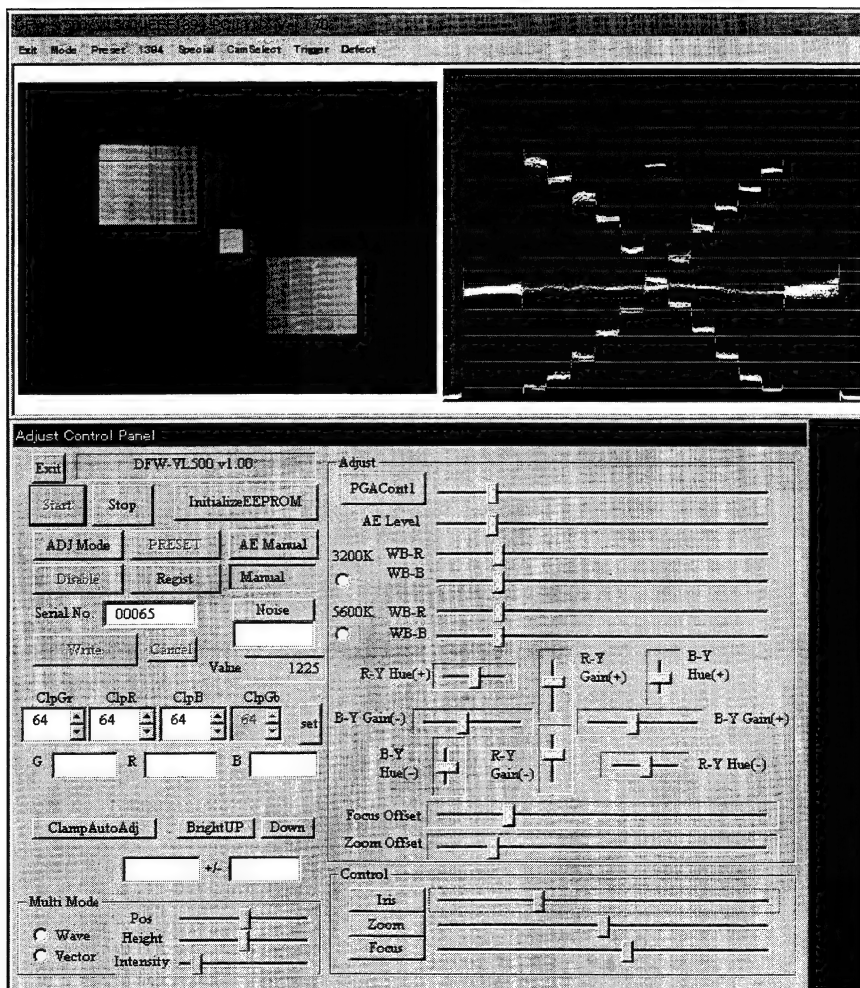 Exit Mode Preset 1394 Special CamSelect Trigger Defect
Adjust Control Panel
Exit
DFW-VL500 v1.00
Start
Stop
InitializeEEPROM
ADJ Mode
PRESET
AE Manual
Disable
Regist
Manual
Serial No. 00065
Noise
Write
Cancel
Value 1225
ClpGr ClpR ClpB ClpGb
64 64 64 64 set
G R B
ClampAutoAdj
BrightUP
Down
+/-
Multi Mode
Wave
Vector
Pos
Height
Intensity
Adjust
PGACont1
AE Level
3200K WB-R
WB-B
5600K WB-R
WB-B
R-Y Hue(+)
R-Y Gain(+)
B-Y Hue(+)
B-Y Gain(-)
B-Y Gain(+)
B-Y Hue(-)
R-Y Gain(-)
R-Y Hue(-)
Focus Offset
Zoom Offset
Control
Iris
Zoom
Focus